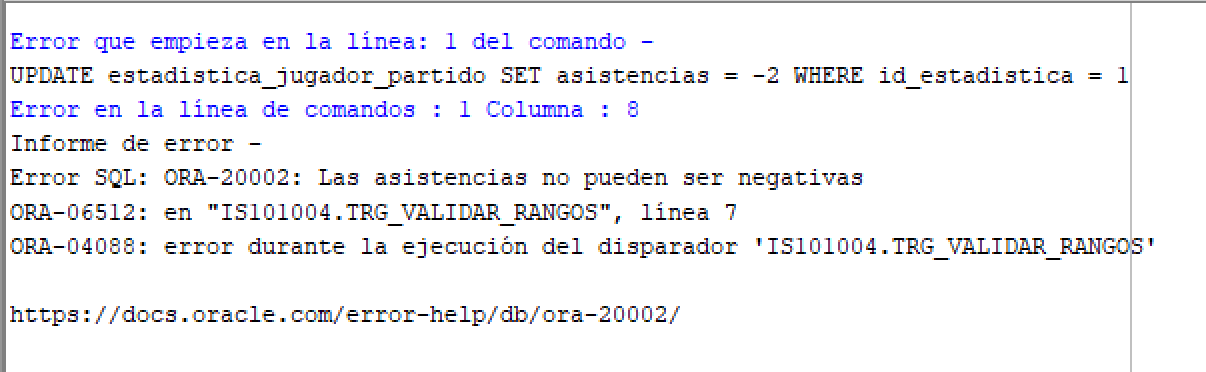 Error que empieza en la línea: 1 del comando -
UPDATE estadistica_jugador_partido SET asistencias = -2 WHERE id_estadistica = 1
Error en la línea de comandos : 1 Columna : 8
Informe de error -
Error SQL: ORA-20002: Las asistencias no pueden ser negativas
ORA-06512: en "IS101004.TRG_VALIDAR_RANGOS", línea 7
ORA-04088: error durante la ejecución del disparador 'IS101004.TRG_VALIDAR_RANGOS'
https://docs.oracle.com/error-help/db/ora-20002/